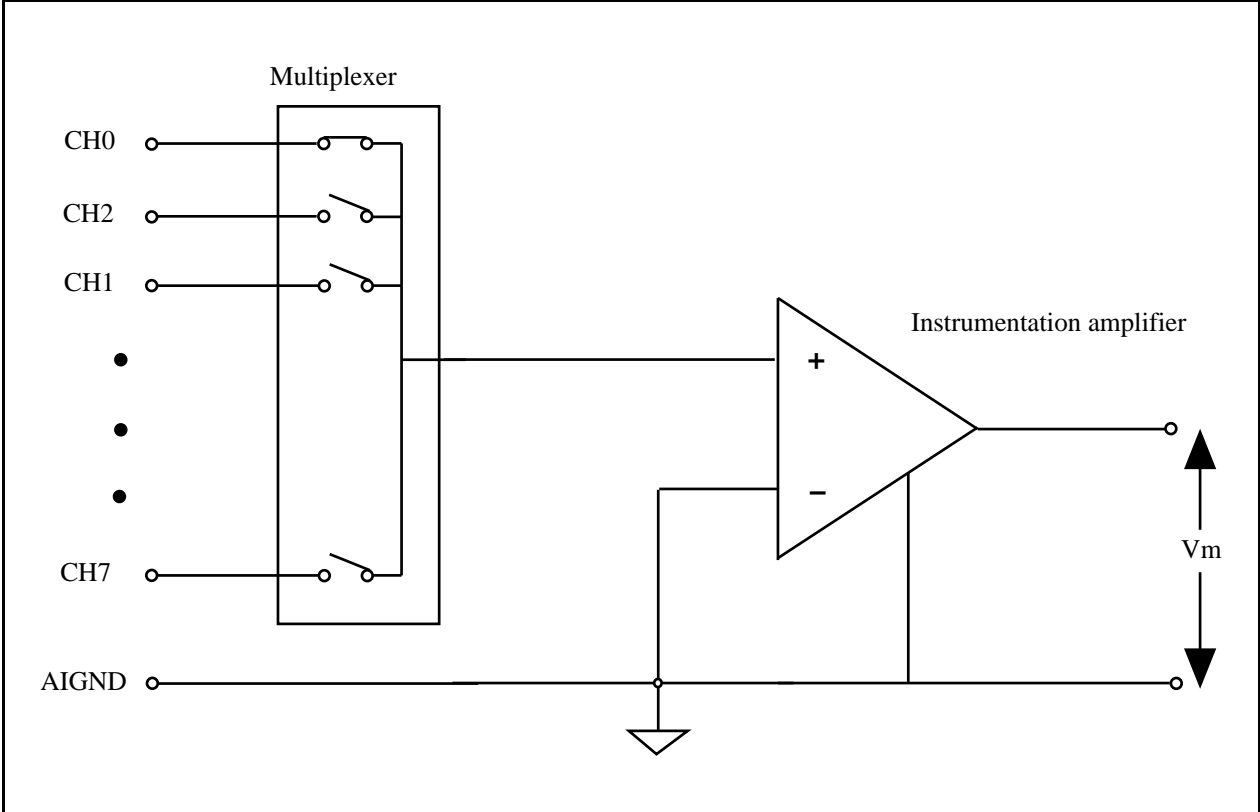 Multiplexer
CH0
CH2
CH1
Instrumentation amplifier
+
−
Vm
CH7
AIGND